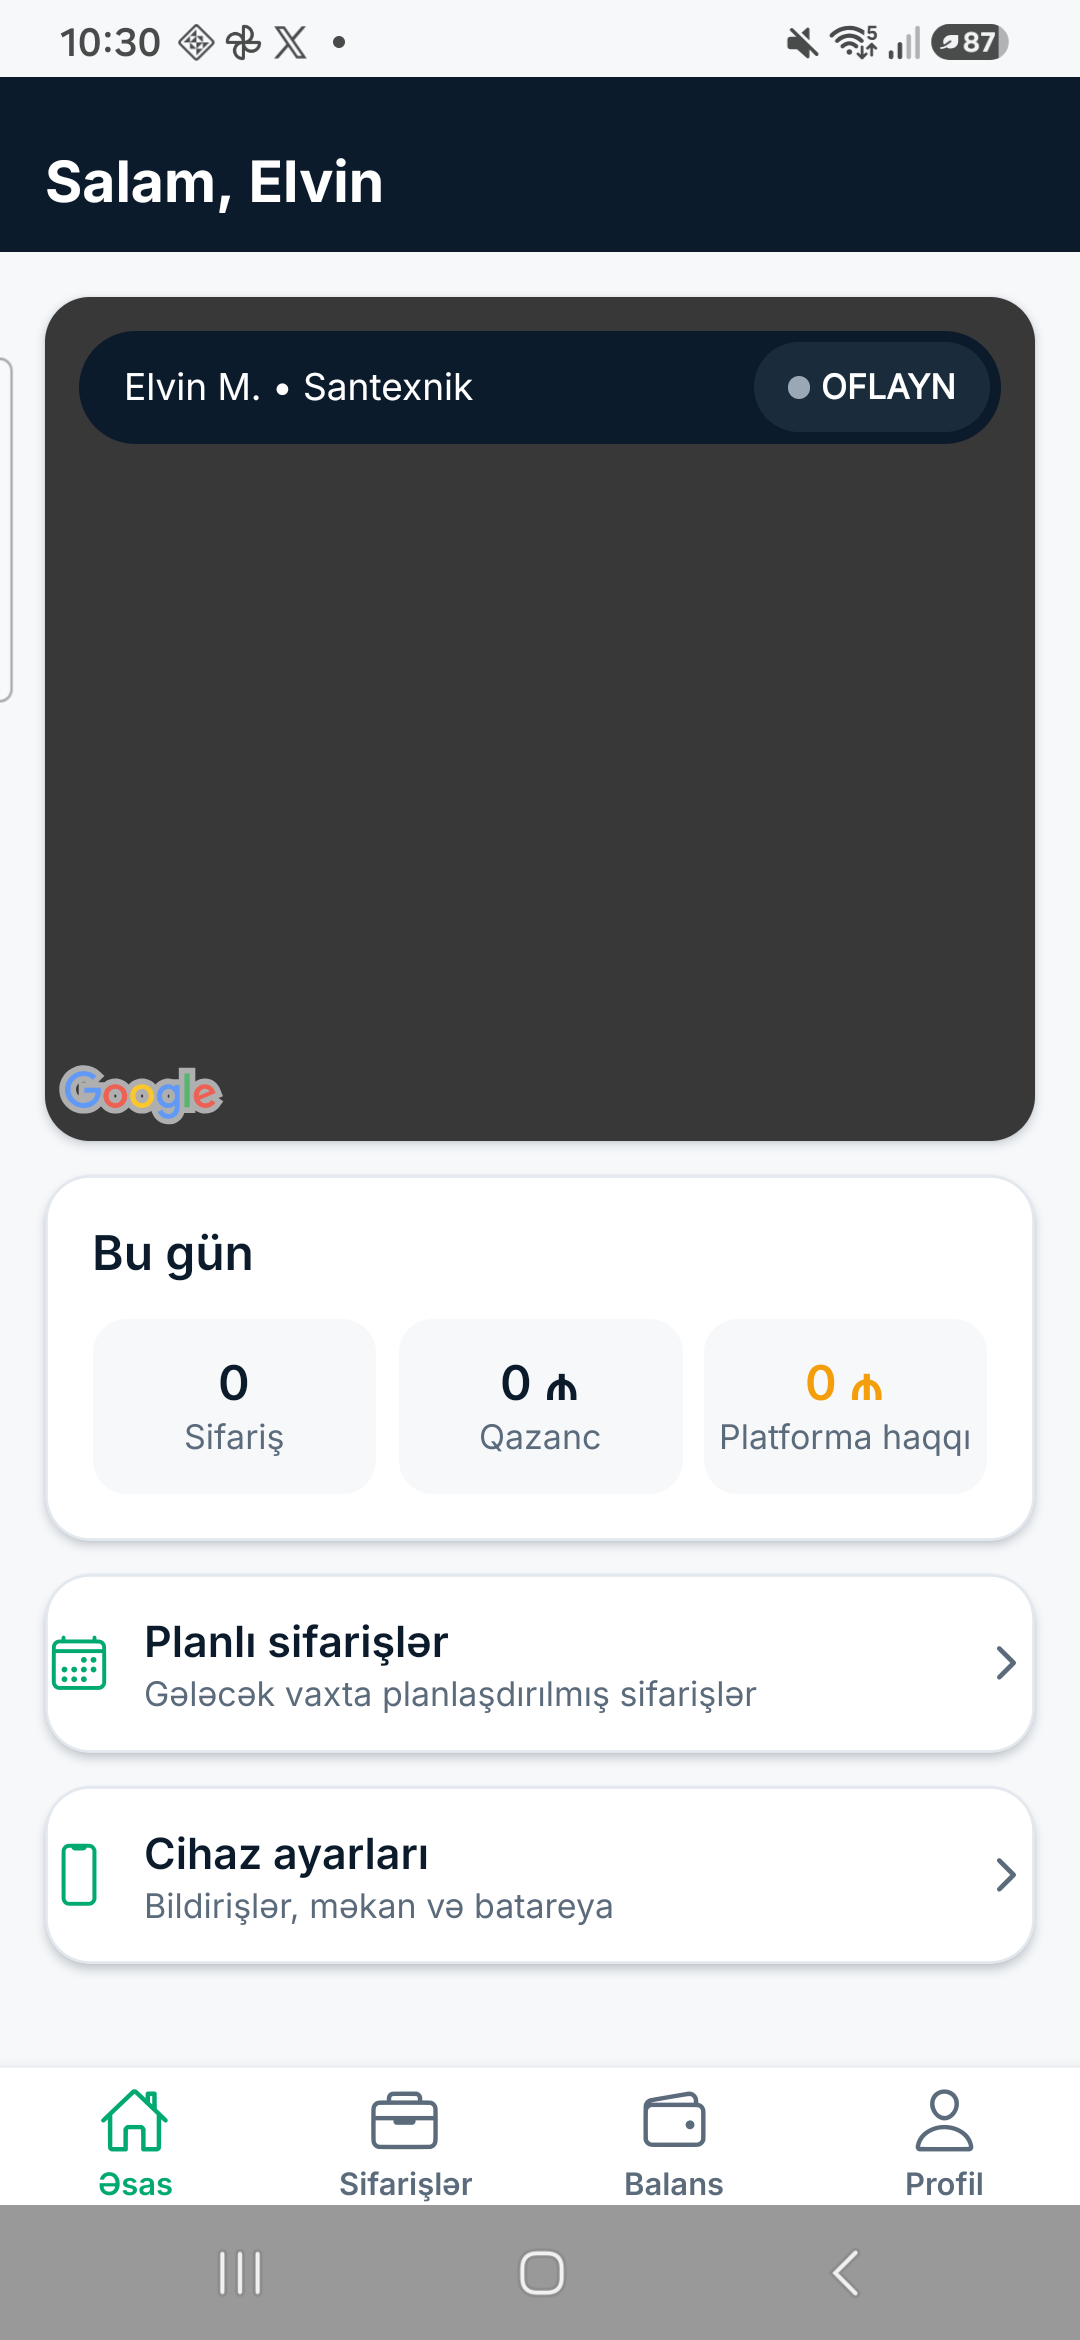 10:30
5
87
Salam, Elvin
Elvin M. • Santexnik
OFLAYN
Google
Bu gün
0
Sifariş
0 ₼
Qazanc
0 ₼
Platforma haqqı
Planlı sifarişlər
Gələcək vaxta planlaşdırılmış sifarişlər
Cihaz ayarları
Bildirişlər, məkan və batareya
Əsas
Sifarişlər
Balans
Profil